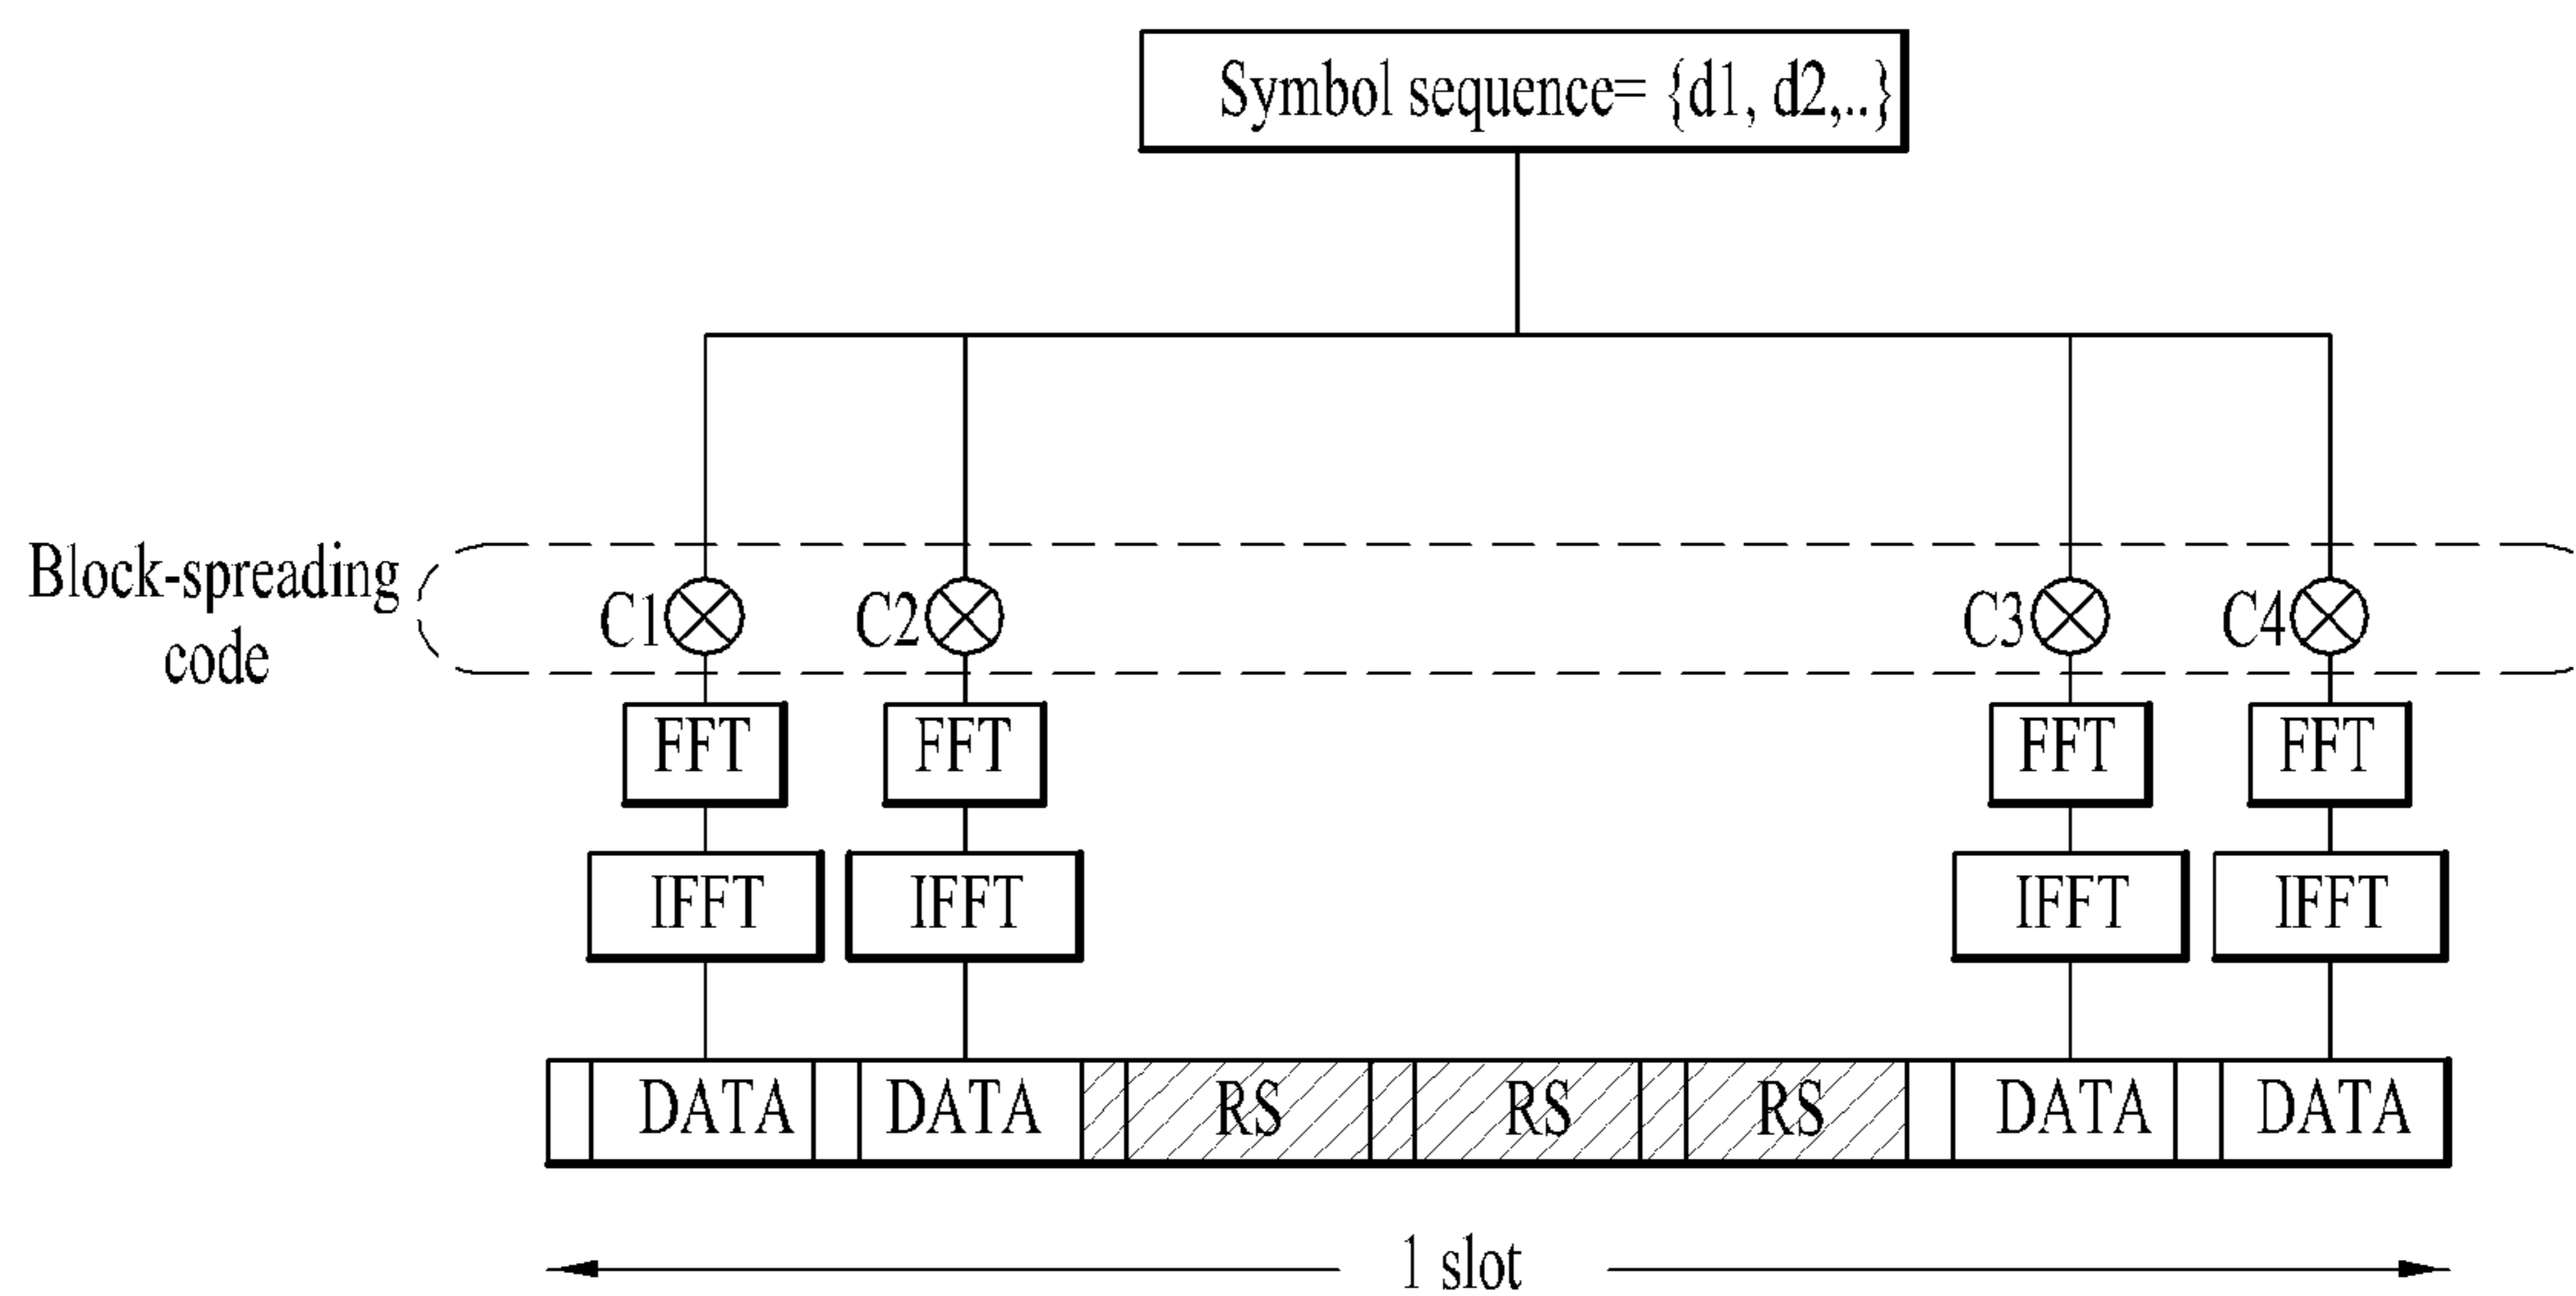 Symbol sequence= {d1, d2,..}
Block-spreading
code
C1 C2 C3 C4
FFT FFT FFT FFT
IFFT IFFT IFFT IFFT
DATA DATA RS RS RS DATA DATA
1 slot